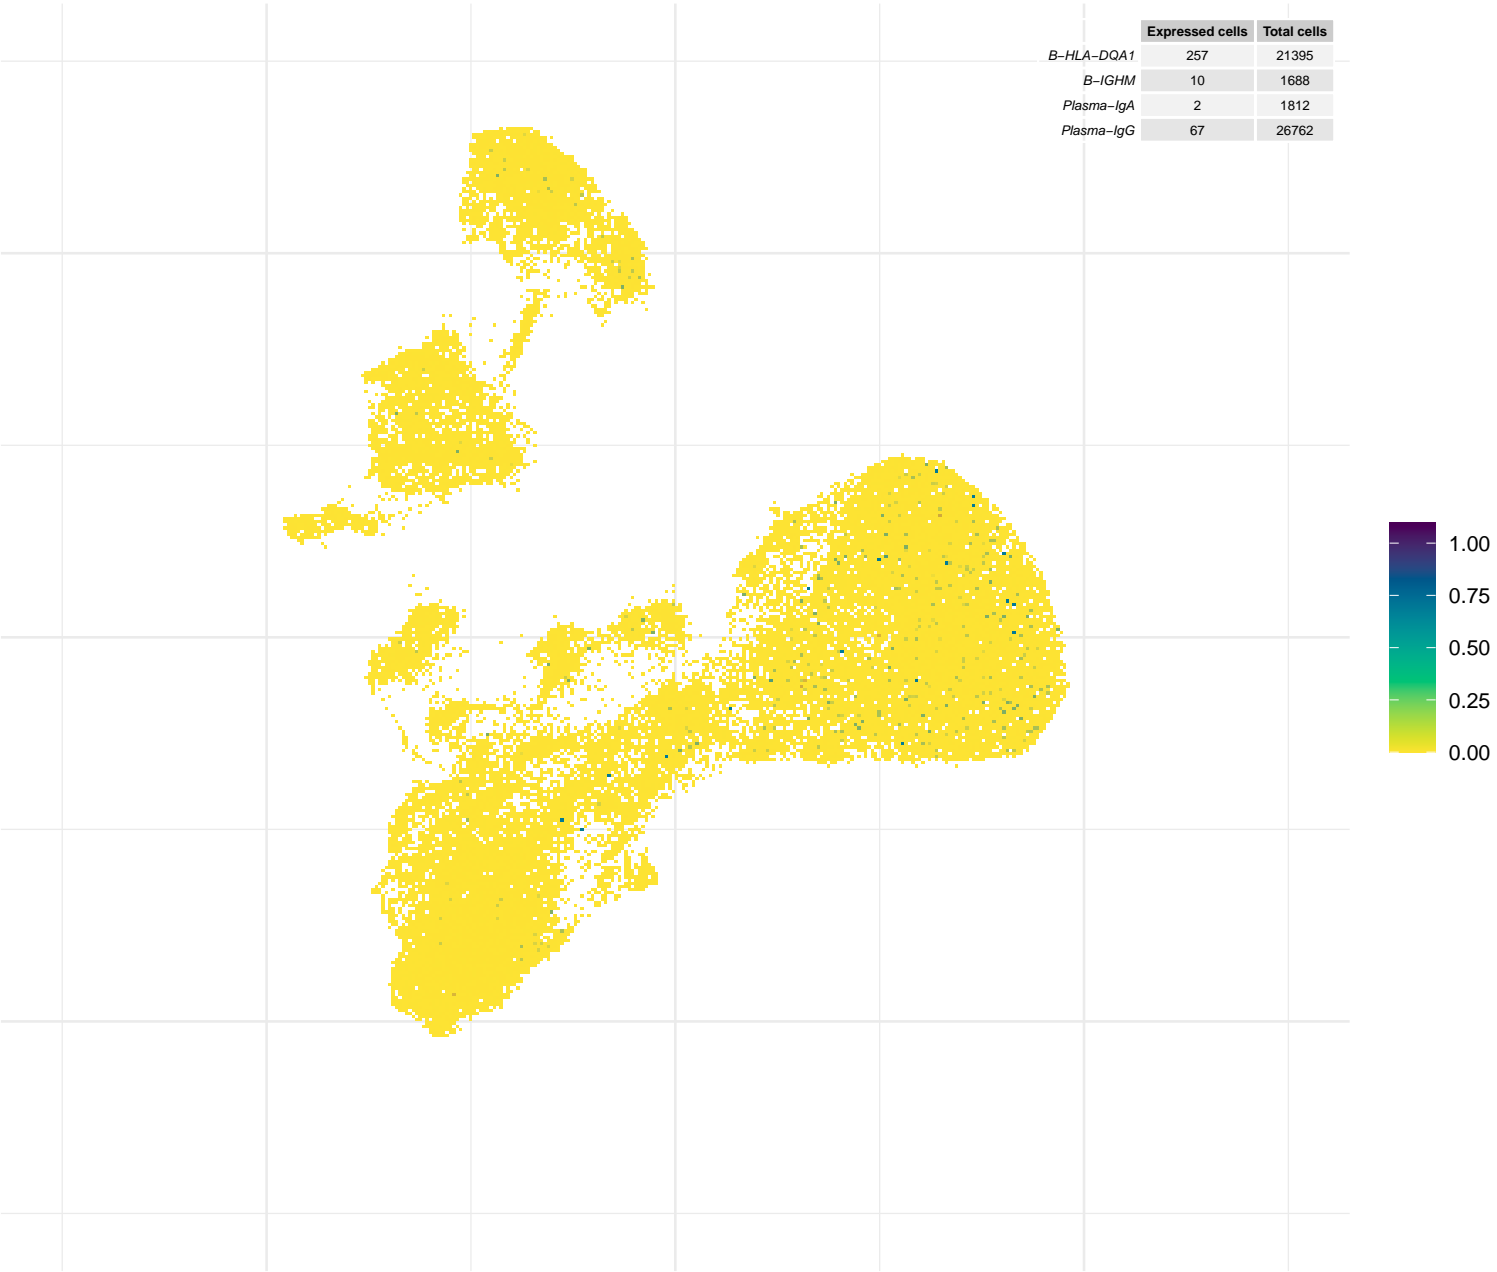 Expressed cells Total cells
B−HLA−DQA1 257 21395
B−IGHM 10 1688
Plasma−IgA 2 1812
Plasma−IgG 67 26762
1.00
0.75
0.50
0.25
0.00